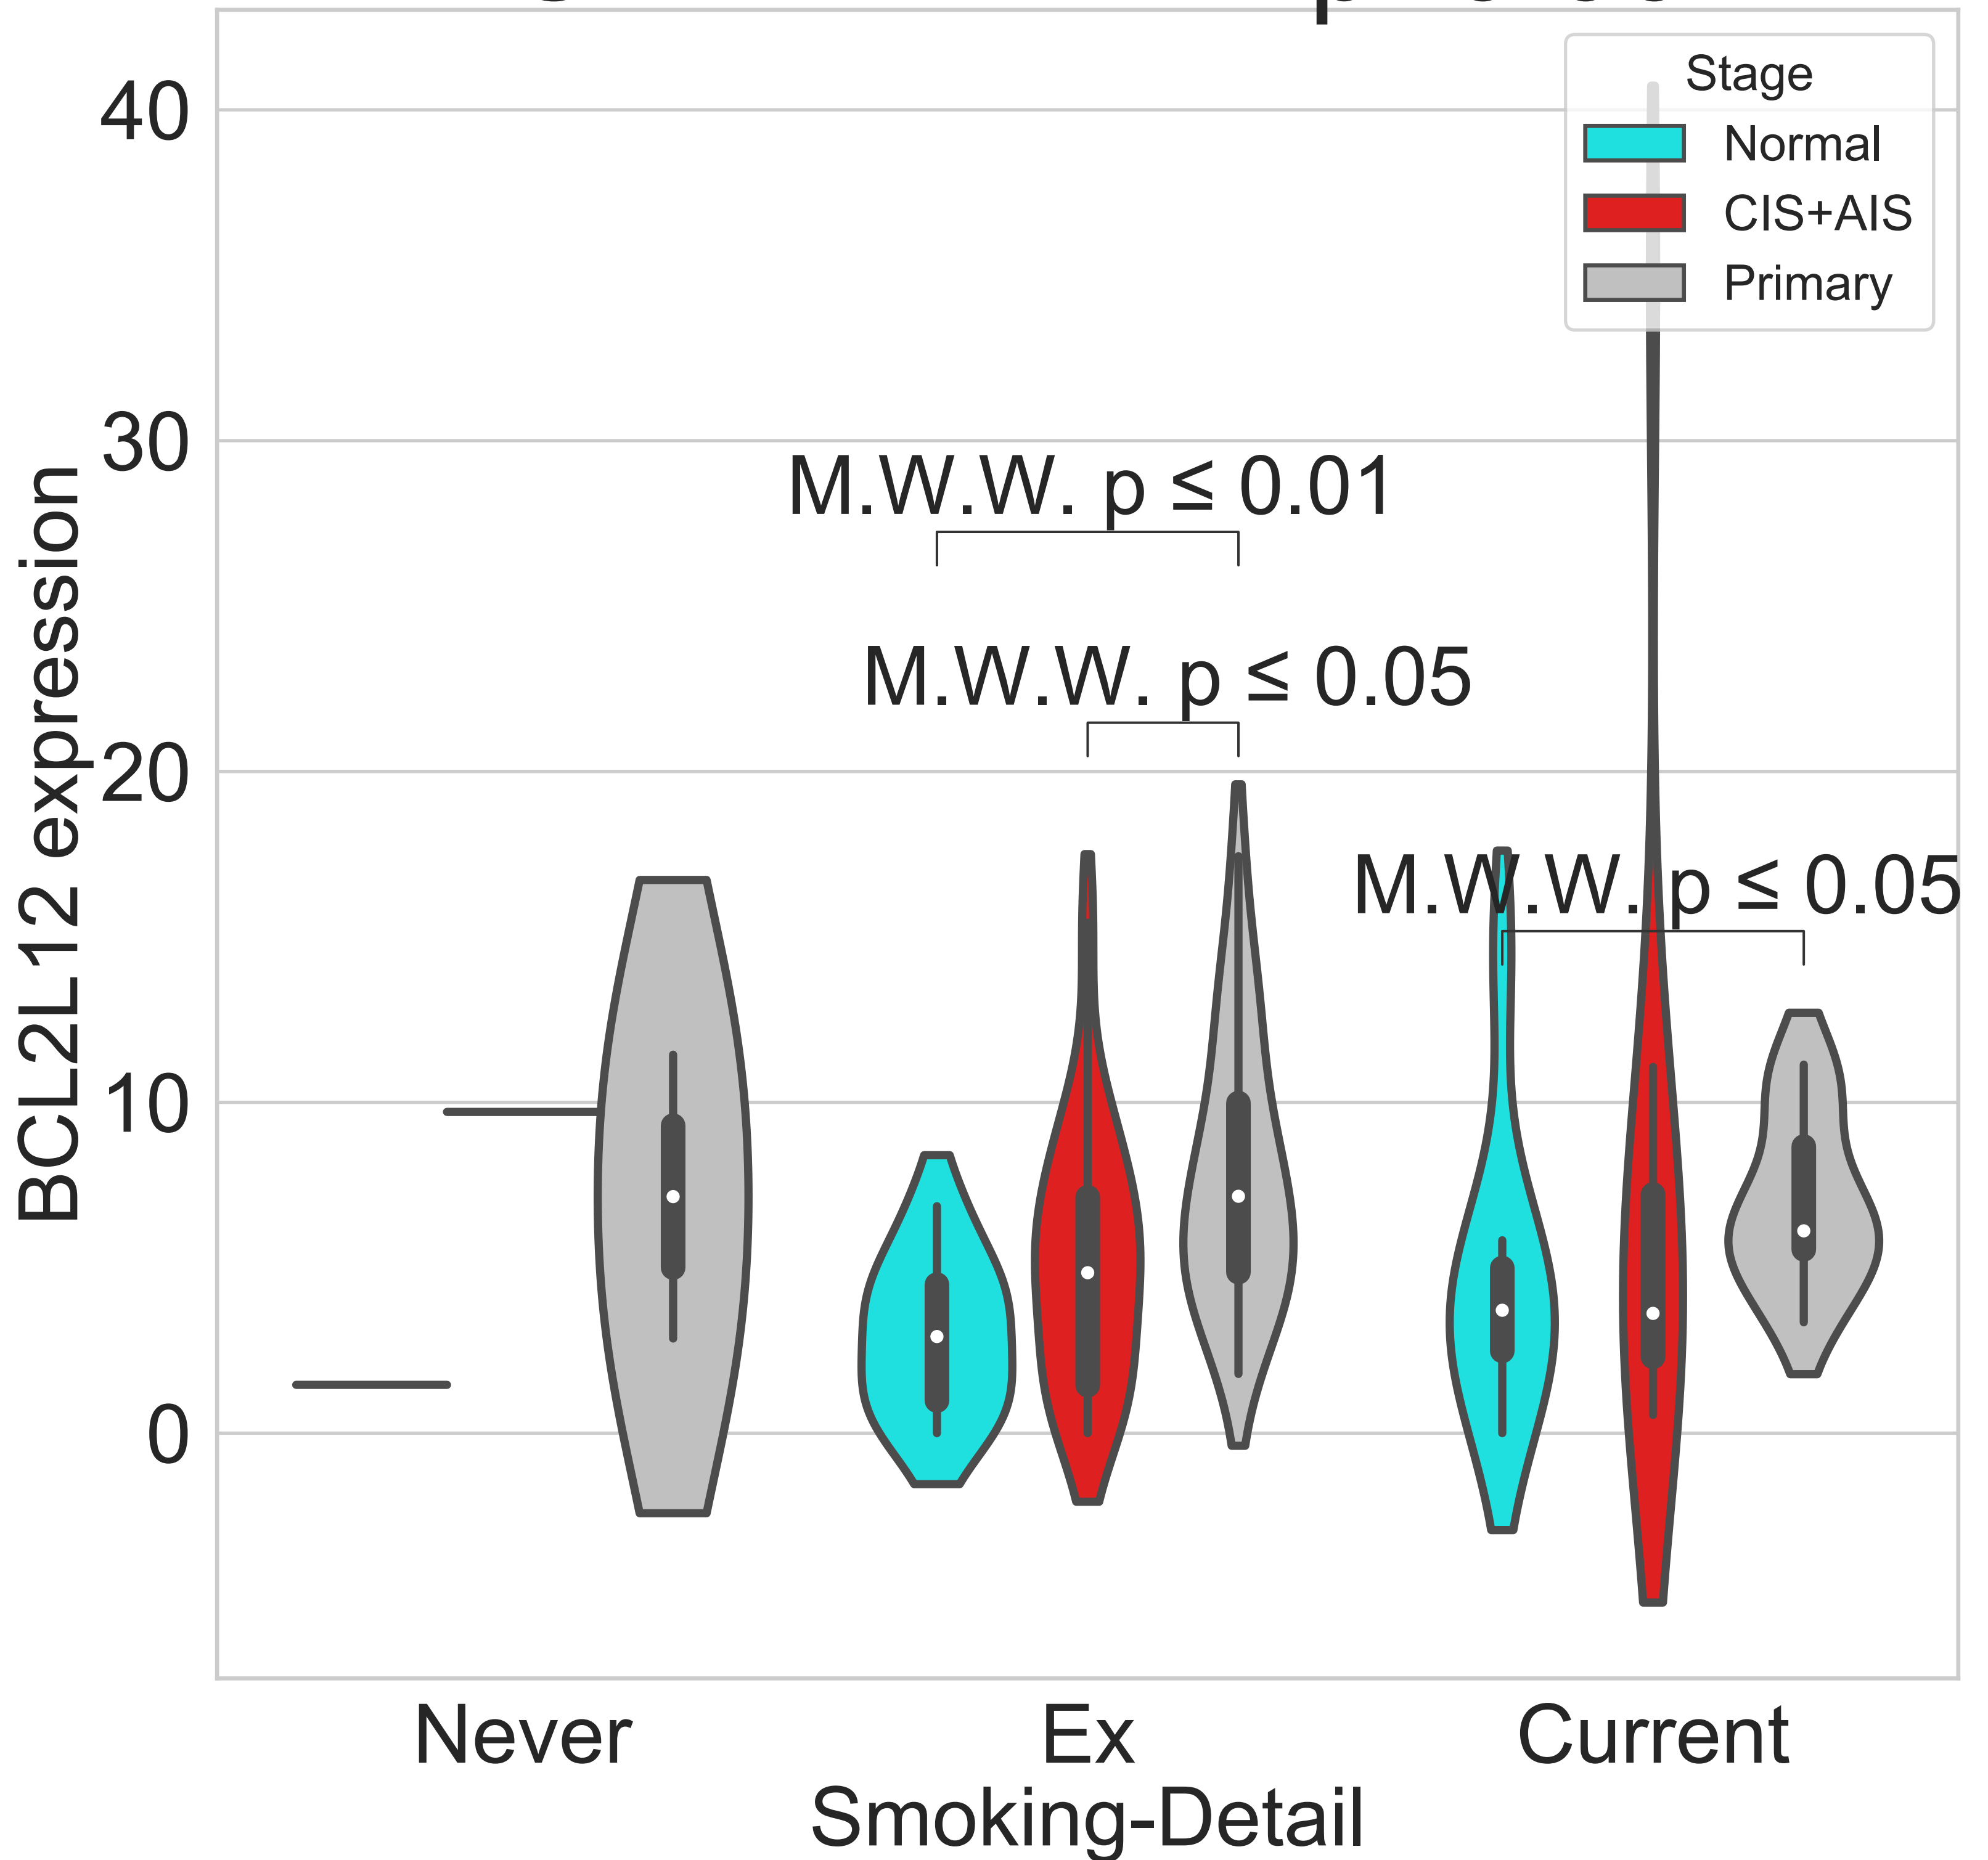 Stage
Normal
CIS+AIS
Primary
40
30
20
10
0
BCL2L12 expression
M.W.W. p ≤ 0.01
M.W.W. p ≤ 0.05
M.W.W. p ≤ 0.05
Never
Ex
Current
Smoking-Detail